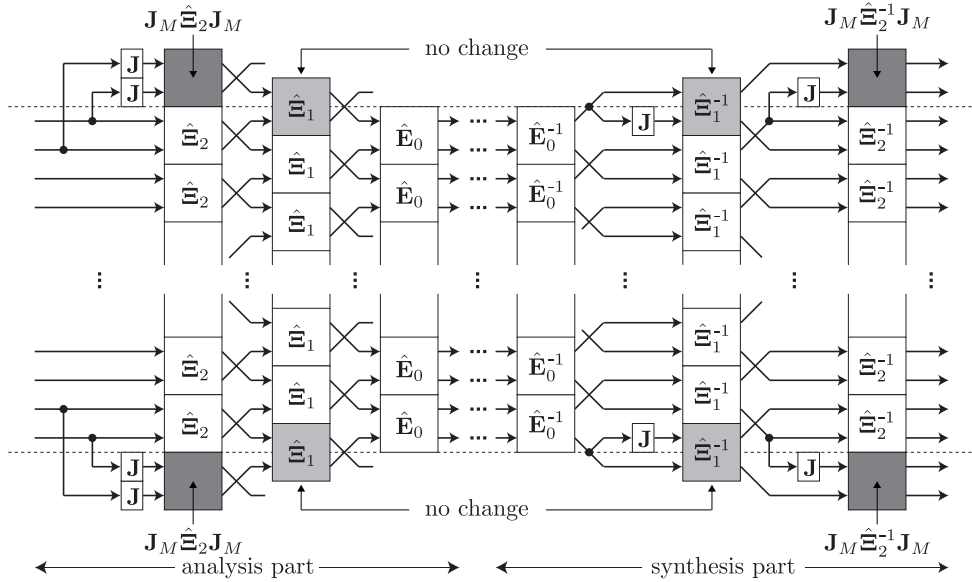 J_M Ξ̂_2 J_M
J_M Ξ̂_2^{-1} J_M
no change
J
J
J
J
Ξ̂_1
Ξ̂_1^{-1}
Ξ̂_2
Ê_0
...
Ê_0^{-1}
Ξ̂_2^{-1}
Ξ̂_1
Ξ̂_1^{-1}
Ξ̂_2
Ê_0
...
Ê_0^{-1}
Ξ̂_2^{-1}
Ξ̂_1
Ξ̂_1^{-1}
... ... ... ... ... ... ... ...
Ξ̂_1
Ξ̂_1^{-1}
Ξ̂_2
Ê_0
...
Ê_0^{-1}
Ξ̂_2^{-1}
Ξ̂_1
Ξ̂_1^{-1}
Ξ̂_2
Ê_0
...
Ê_0^{-1}
Ξ̂_2^{-1}
J
Ξ̂_1
Ξ̂_1^{-1}
J
J
J
no change
J_M Ξ̂_2 J_M
J_M Ξ̂_2^{-1} J_M
analysis part
synthesis part